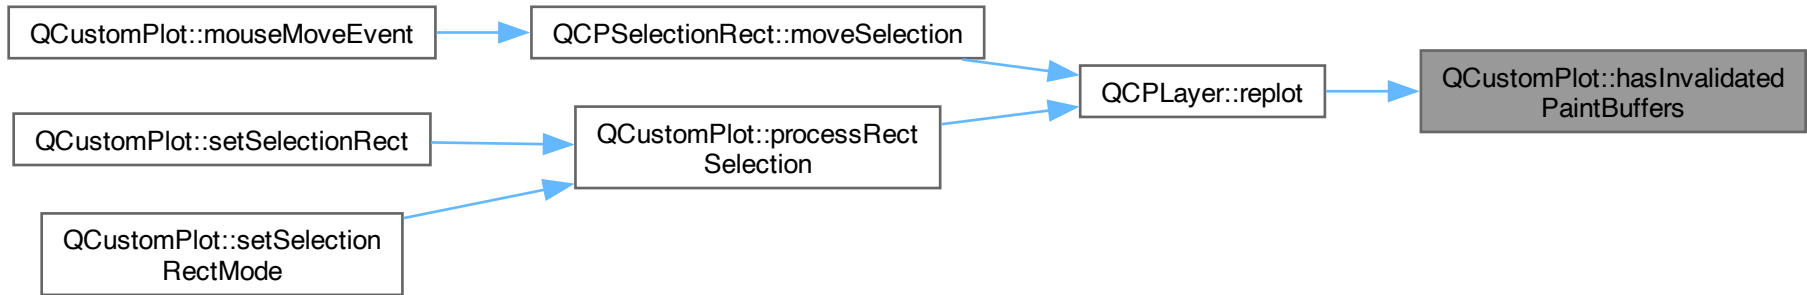 QCustomPlot::mouseMoveEvent
QCPSelectionRect::moveSelection
QCPLayer::replot
QCustomPlot::hasInvalidated
PaintBuffers
QCustomPlot::setSelectionRect
QCustomPlot::processRect
Selection
QCustomPlot::setSelection
RectMode